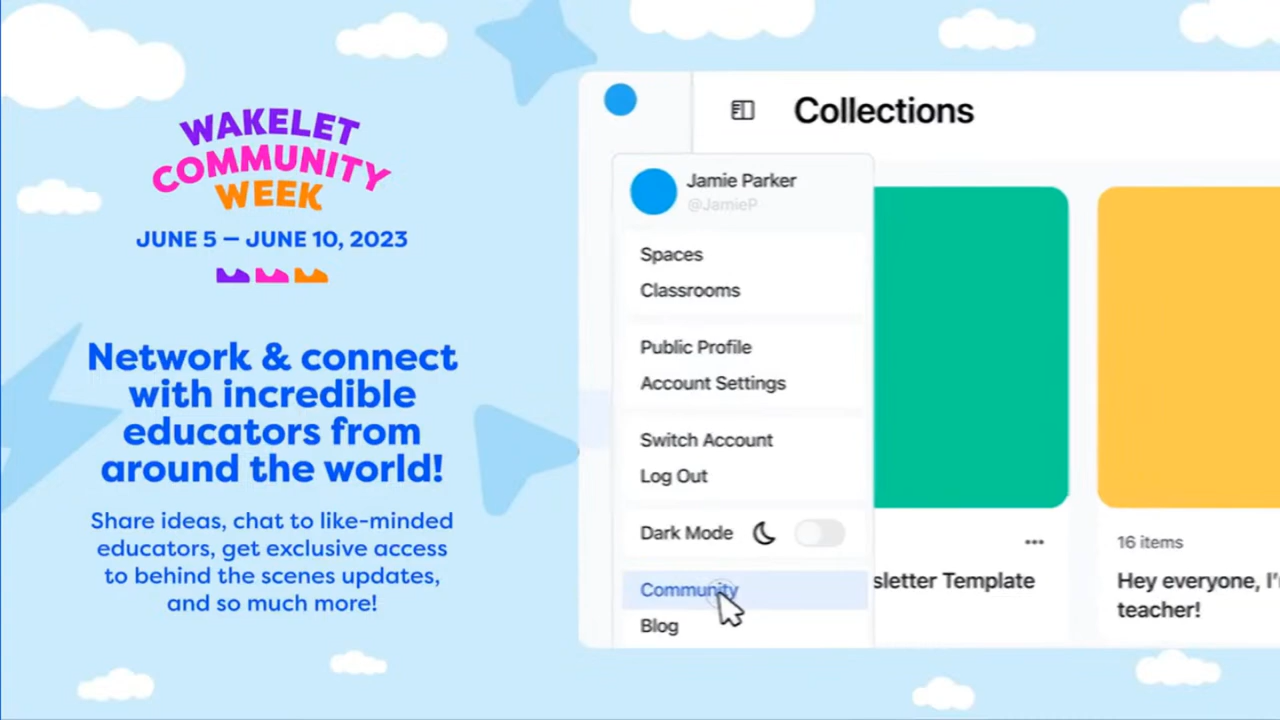 WAKELET
COMMUNITY
WEEK
JUNE 5 – JUNE 10, 2023
Network & connect
with incredible
educators from
around the world!
Share ideas, chat to like-minded
educators, get exclusive access
to behind the scenes updates,
and so much more!
Collections
Jamie Parker
@JamieP
Spaces
Classrooms
Public Profile
Account Settings
Switch Account
Log Out
Dark Mode
Community
Blog
sletter Template
16 items
Hey everyone, I'
teacher!